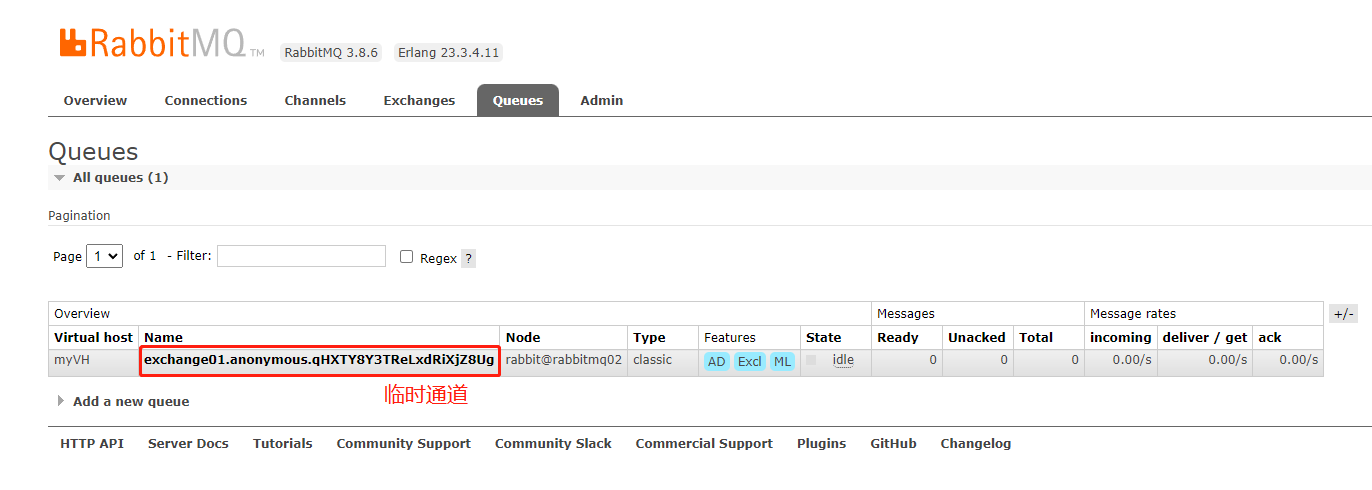 RabbitMQ TM RabbitMQ 3.8.6 Erlang 23.3.4.11
Overview Connections Channels Exchanges Queues Admin
Queues
All queues (1)
Pagination
Page 1 of 1 - Filter: Regex ?
Overview Messages Message rates +/-
Virtual host Name Node Type Features State Ready Unacked Total incoming deliver / get ack
myVH exchange01.anonymous.qHXTY8Y3TReLxdRiXjZ8Ug rabbit@rabbitmq02 classic AD Excl ML idle 0 0 0 0.00/s 0.00/s 0.00/s
临时通道
Add a new queue
HTTP API Server Docs Tutorials Community Support Community Slack Commercial Support Plugins GitHub Changelog